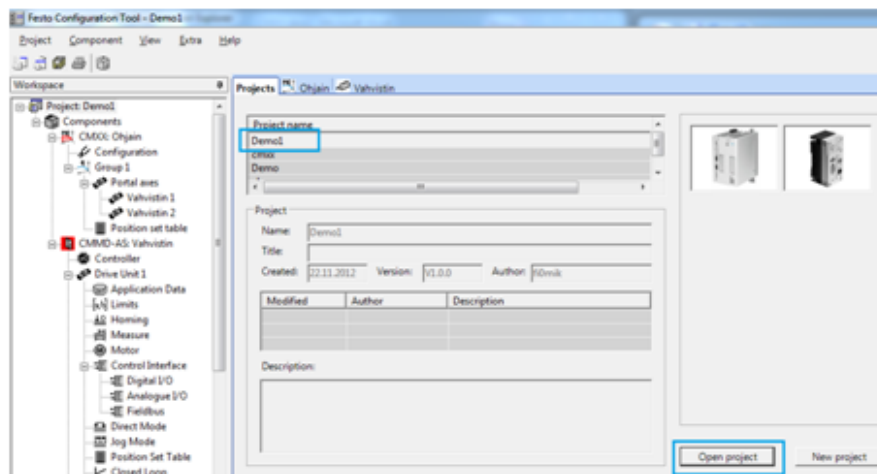 Festo Configuration Tool - Demo1
Project Component View Extra Help
Workspace
Projects Ohjain Vahvistin
Project: Demo1
Components
CMXX: Ohjain
Configuration
Group 1
Portal axes
Vahvistin 1
Vahvistin 2
Position set table
CMMD-AS: Vahvistin
Controller
Drive Unit 1
Application Data
Limits
Homing
Measure
Motor
Control Interface
Digital I/O
Analogue I/O
Fieldbus
Direct Mode
Jog Mode
Position Set Table
Closed Loop
Project name
Demo1
cmxx
Demo
Project
Name: Demo1
Title:
Created: 22.11.2012 Version: V1.0.0 Author: 60mik
Modified Author Description
Description:
Open project New project